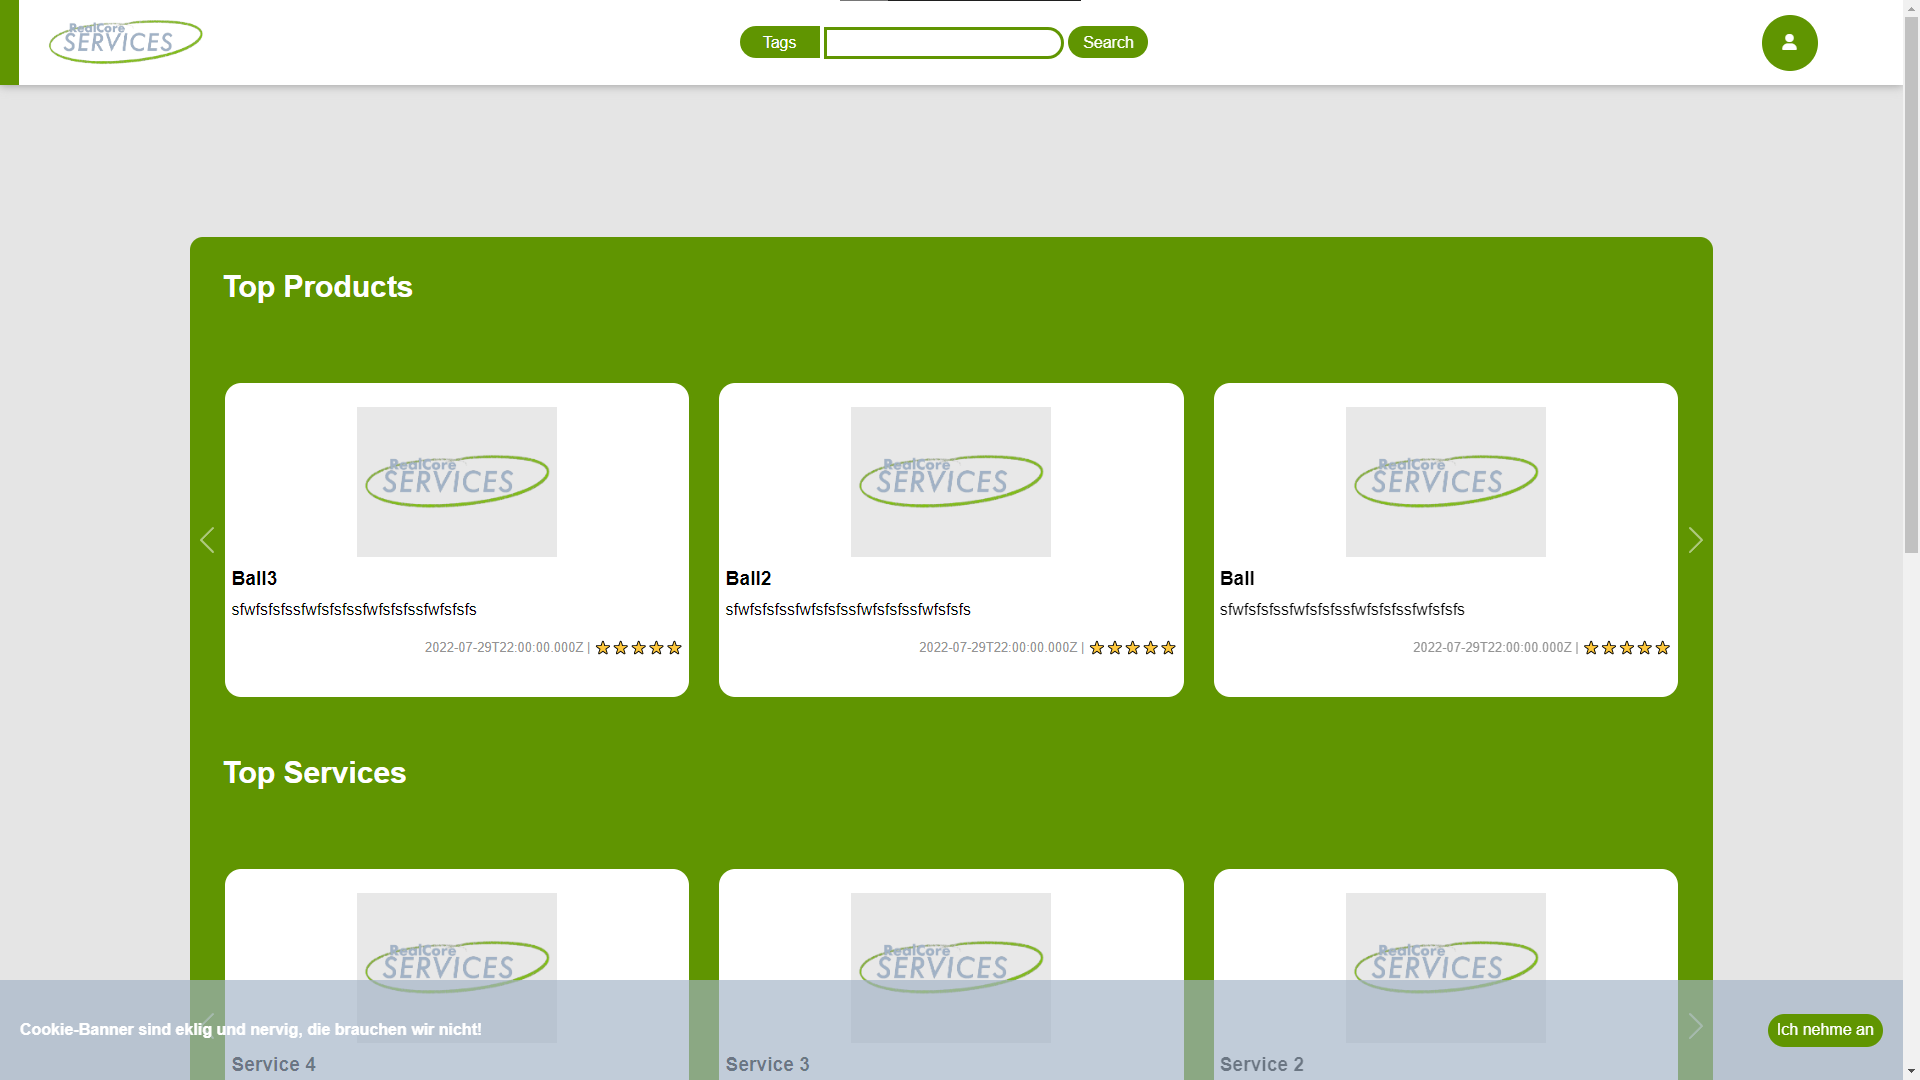 RealCore
SERVICES
Tags
Search
Top Products
RealCore
SERVICES
Ball3
sfwfsfsfssfwfsfsfssfwfsfsfssfwfsfsfs
2022-07-29T22:00:00.000Z |
RealCore
SERVICES
Ball2
sfwfsfsfssfwfsfsfssfwfsfsfssfwfsfsfs
2022-07-29T22:00:00.000Z |
RealCore
SERVICES
Ball
sfwfsfsfssfwfsfsfssfwfsfsfssfwfsfsfs
2022-07-29T22:00:00.000Z |
Top Services
RealCore
SERVICES
Service 4
RealCore
SERVICES
Service 3
RealCore
SERVICES
Service 2
Cookie-Banner sind eklig und nervig, die brauchen wir nicht!
Ich nehme an